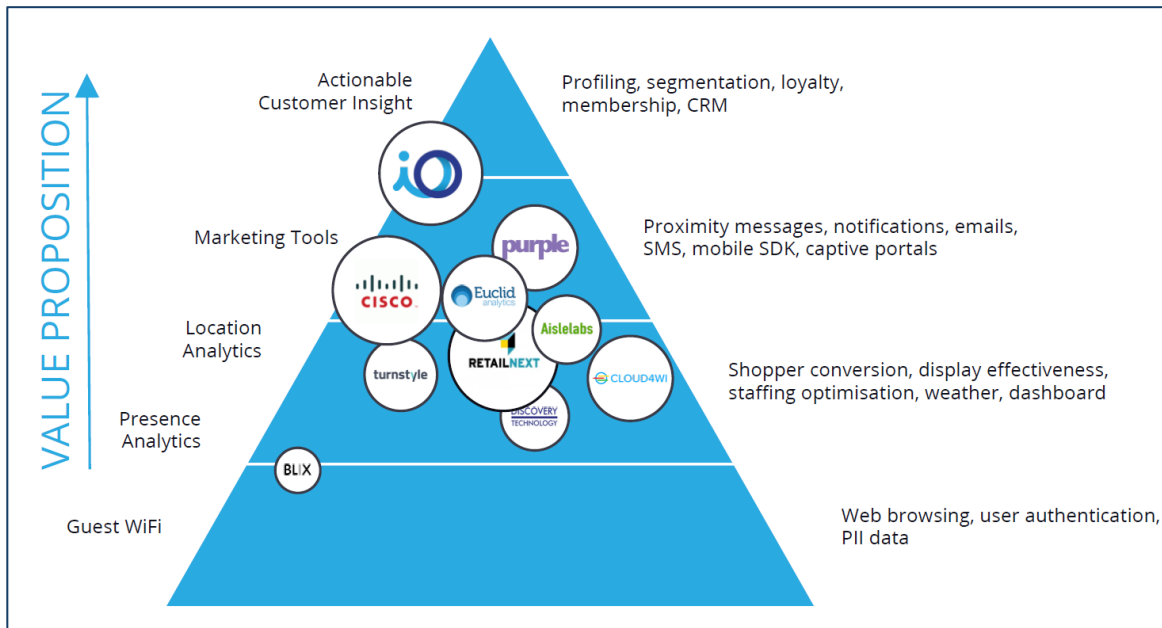 VALUE PROPOSITION
Actionable
Customer Insight
Profiling, segmentation, loyalty,
membership, CRM
iO
Marketing Tools
purple
Proximity messages, notifications, emails,
SMS, mobile SDK, captive portals
CISCO
Euclid
analytics
Location
Analytics
Aislelabs
RETAILNEXT
turnstyle
CLOUD4WI
Shopper conversion, display effectiveness,
staffing optimisation, weather, dashboard
Presence
Analytics
DISCOVERY
TECHNOLOGY
BLIX
Guest WiFi
Web browsing, user authentication,
PII data